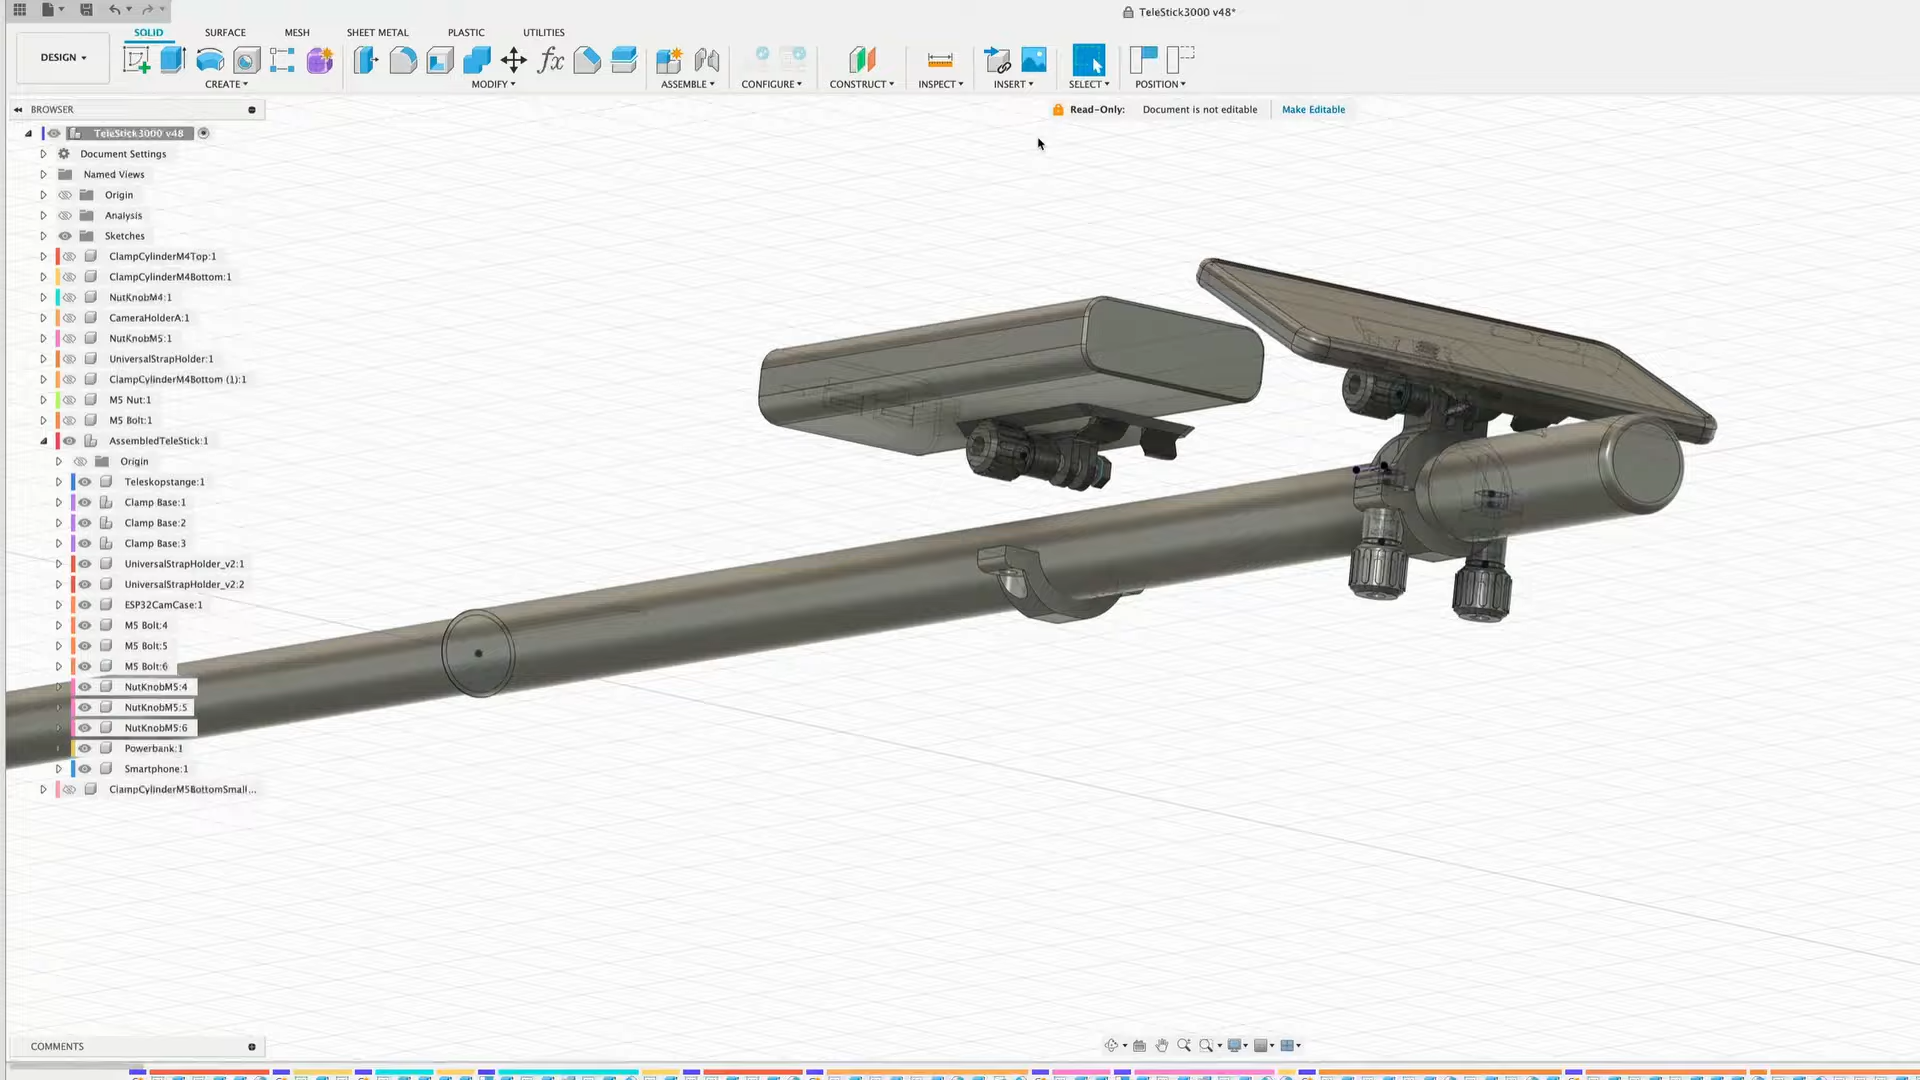 TeleStick3000 v48*
DESIGN
SOLID
SURFACE
MESH
SHEET METAL
PLASTIC
UTILITIES
CREATE
MODIFY
ASSEMBLE
CONFIGURE
CONSTRUCT
INSPECT
INSERT
SELECT
POSITION
BROWSER
Read-Only: Document is not editable Make Editable
TeleStick3000 v48
Document Settings
Named Views
Origin
Analysis
Sketches
ClampCylinderM4Top:1
ClampCylinderM4Bottom:1
NutKnobM4:1
CameraHolderA:1
NutKnobM5:1
UniversalStrapHolder:1
ClampCylinderM4Bottom (1):1
M5 Nut:1
M5 Bolt:1
AssembledTeleStick:1
Origin
Teleskopstange:1
Clamp Base:1
Clamp Base:2
Clamp Base:3
UniversalStrapHolder_v2:1
UniversalStrapHolder_v2:2
ESP32CamCase:1
M5 Bolt:4
M5 Bolt:5
M5 Bolt:6
NutKnobM5:4
NutKnobM5:5
NutKnobM5:6
Powerbank:1
Smartphone:1
ClampCylinderM5BottomSmall...
COMMENTS